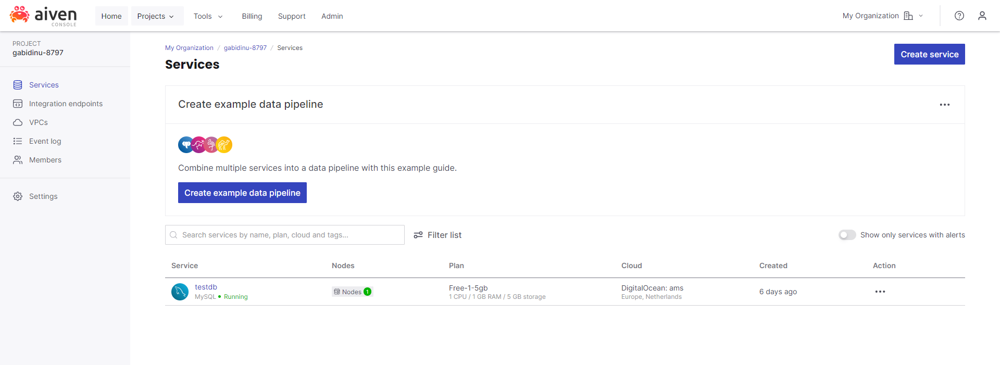 aiven
CONSOLE
Home
Projects
Tools
Billing
Support
Admin
My Organization
PROJECT
gabidinu-8797
Services
Integration endpoints
VPCs
Event log
Members
Settings
My Organization / gabidinu-8797 / Services
Services
Create service
Create example data pipeline
Combine multiple services into a data pipeline with this example guide.
Create example data pipeline
Search services by name, plan, cloud and tags...
Filter list
Show only services with alerts
Service Nodes Plan Cloud Created Action
testdb
MySQL Running
Nodes 1
Free-1-5gb
1 CPU / 1 GB RAM / 5 GB storage
DigitalOcean: ams
Europe, Netherlands
6 days ago